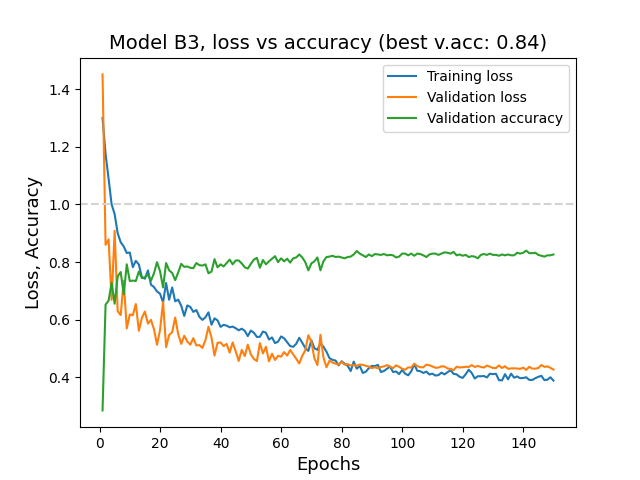 Model B3, loss vs accuracy (best v.acc: 0.84)
Training loss
Validation loss
Validation accuracy
Loss, Accuracy
1.4
1.2
1.0
0.8
0.6
0.4
0 20 40 60 80 100 120 140
Epochs